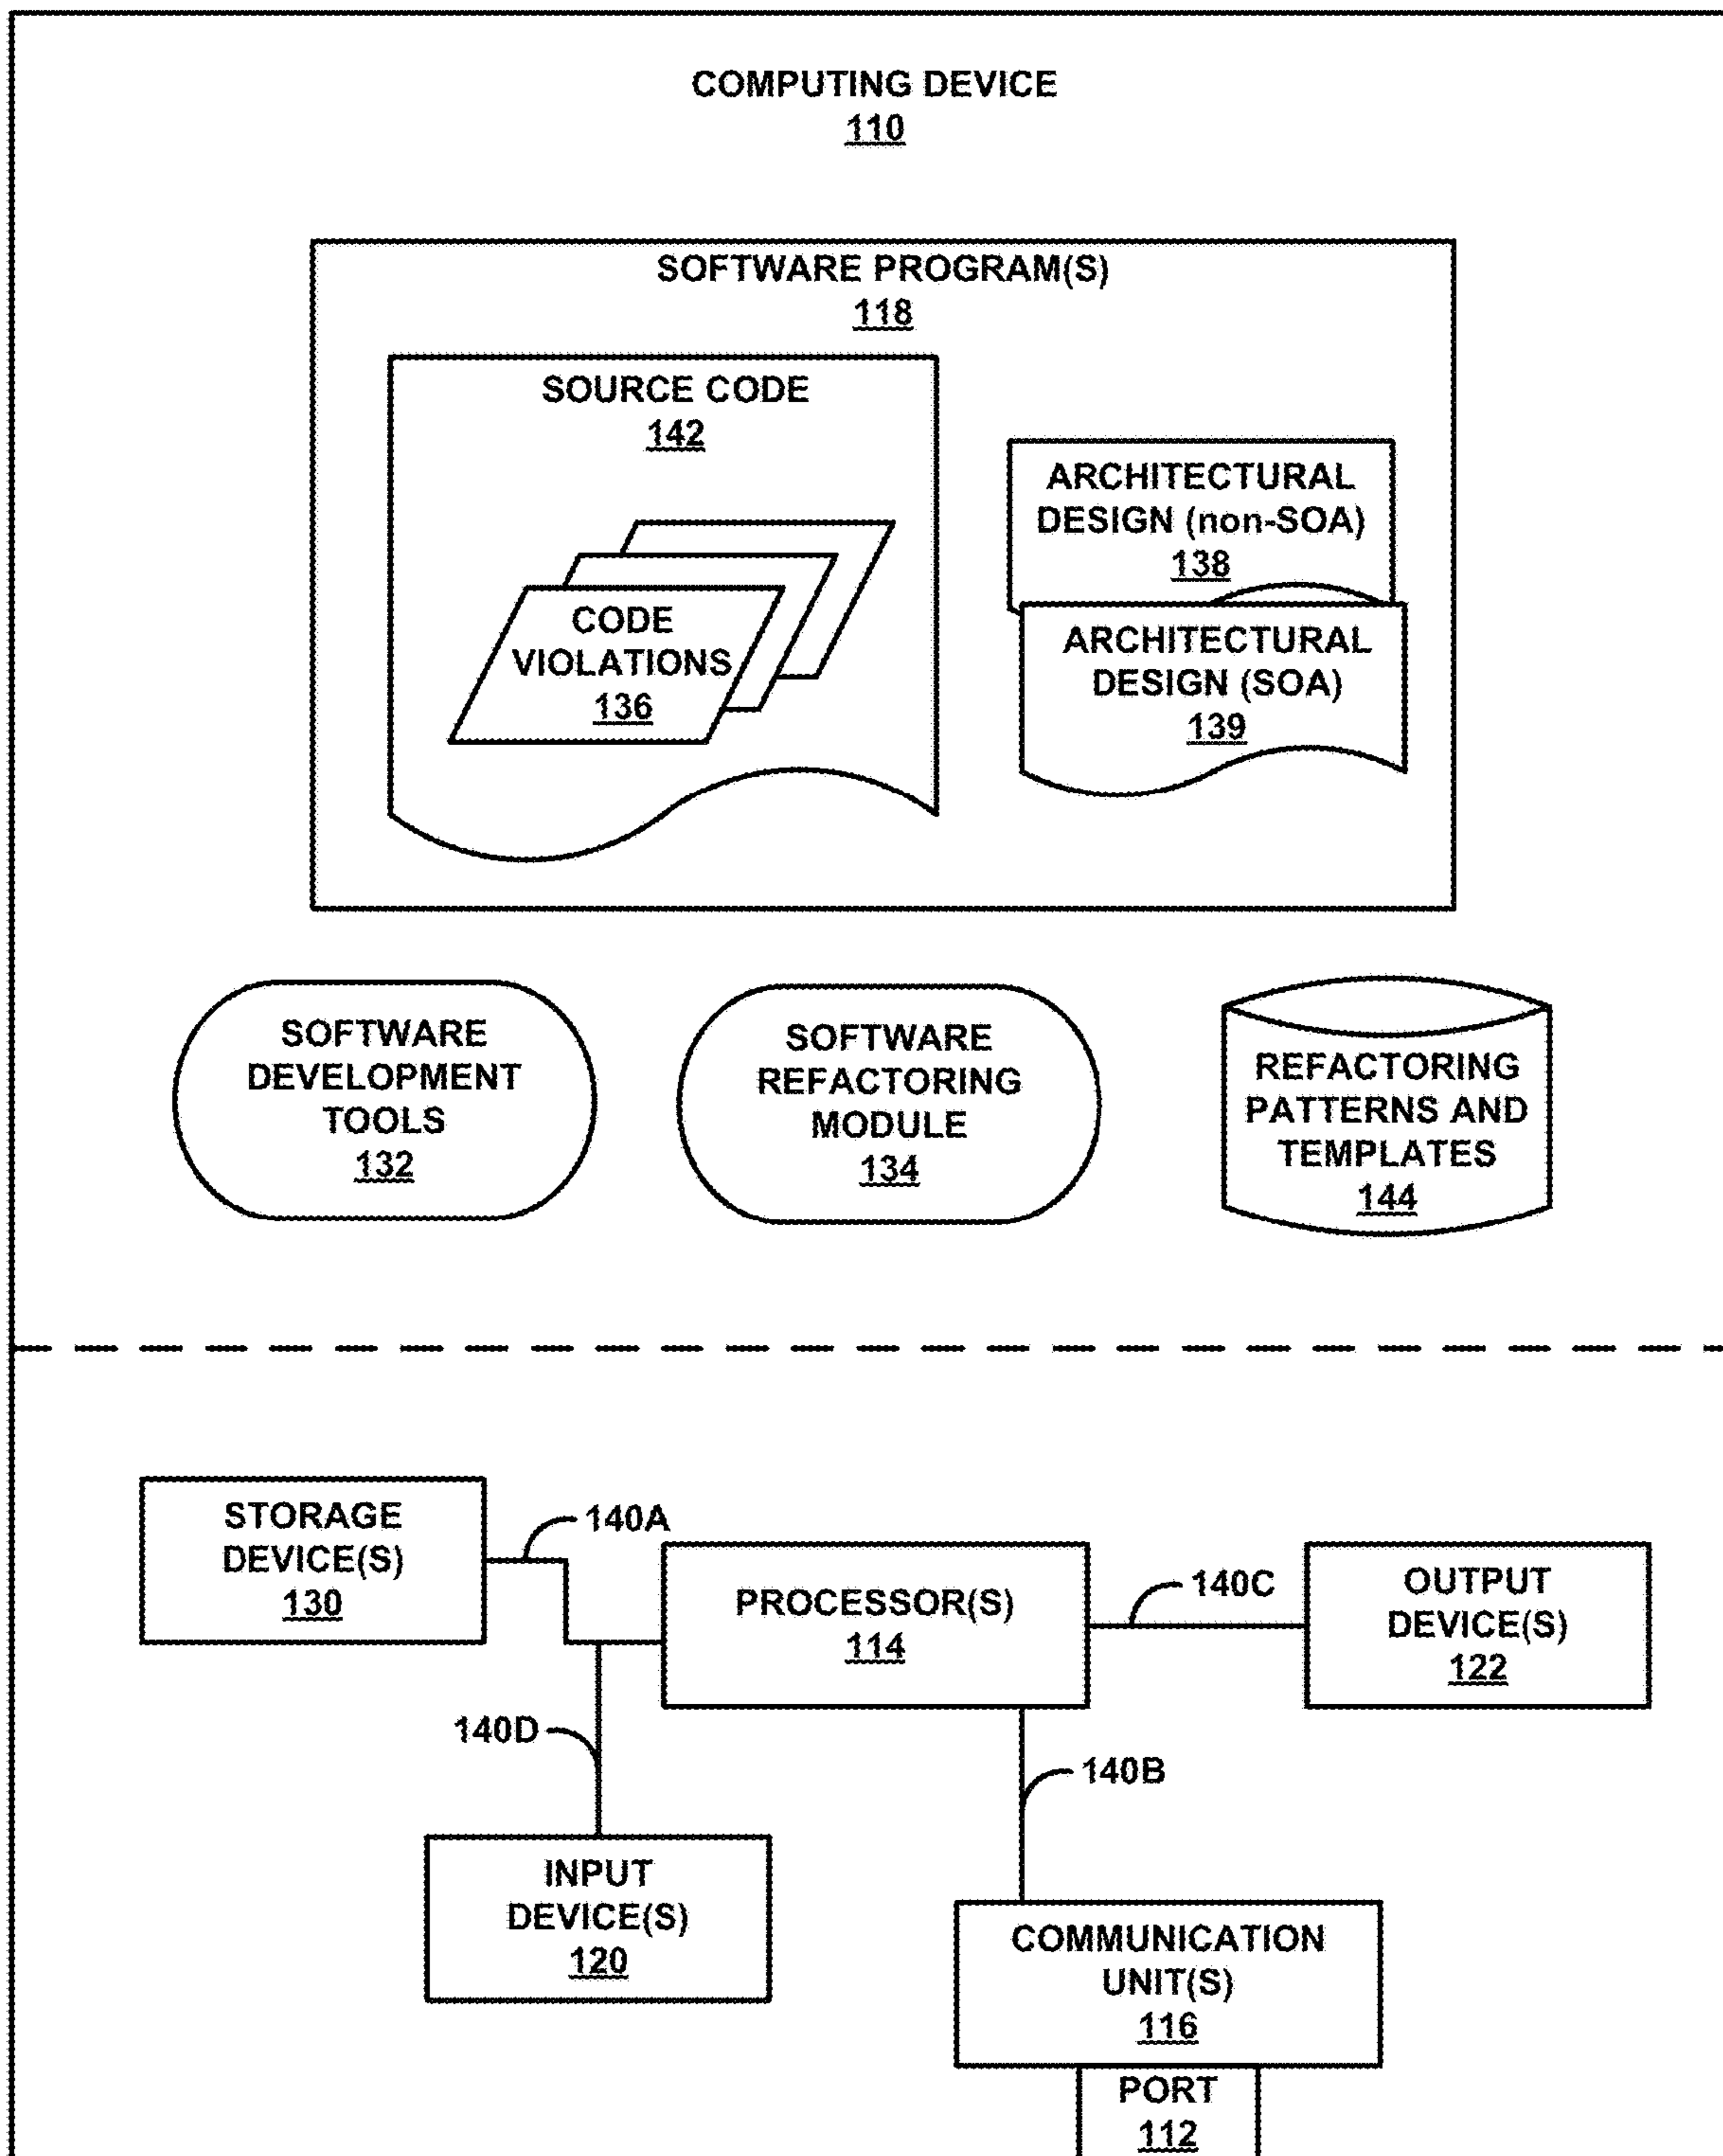 COMPUTING DEVICE
110
SOFTWARE PROGRAM(S)
118
SOURCE CODE
142
CODE
VIOLATIONS
136
ARCHITECTURAL
DESIGN (non-SOA)
138
ARCHITECTURAL
DESIGN (SOA)
139
SOFTWARE
DEVELOPMENT
TOOLS
132
SOFTWARE
REFACTORING
MODULE
134
REFACTORING
PATTERNS AND
TEMPLATES
144
STORAGE
DEVICE(S)
130
140A
PROCESSOR(S)
114
140C
OUTPUT
DEVICE(S)
122
140D
140B
INPUT
DEVICE(S)
120
COMMUNICATION
UNIT(S)
116
PORT
112